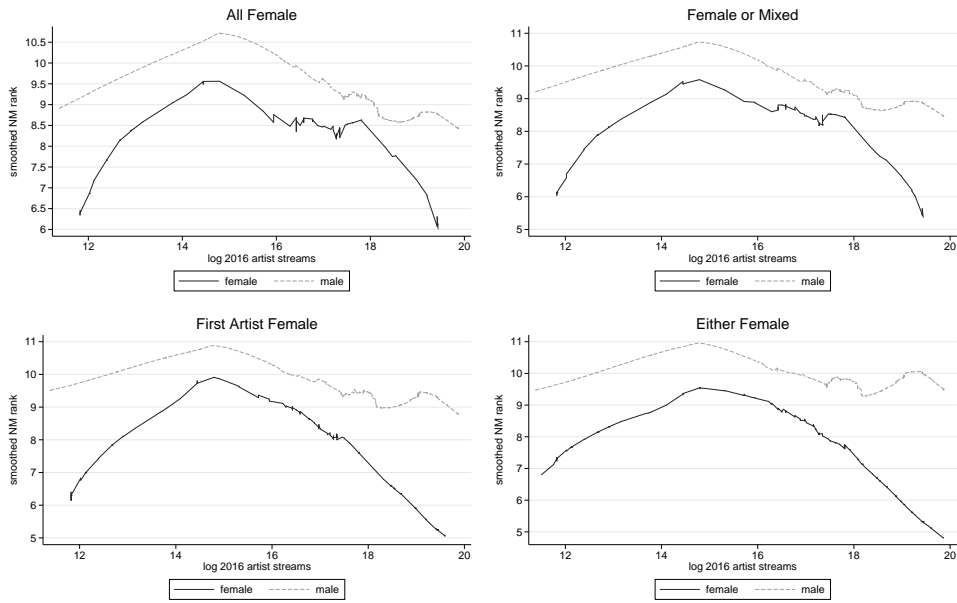 All Female
smoothed NM rank
10.5
10
9.5
9
8.5
8
7.5
7
6.5
6
12 14 16 18 20
log 2016 artist streams
female male
Female or Mixed
smoothed NM rank
11
10
9
8
7
6
5
12 14 16 18 20
log 2016 artist streams
female male
First Artist Female
smoothed NM rank
11
10
9
8
7
6
5
12 14 16 18 20
log 2016 artist streams
female male
Either Female
smoothed NM rank
11
10
9
8
7
6
5
12 14 16 18 20
log 2016 artist streams
female male